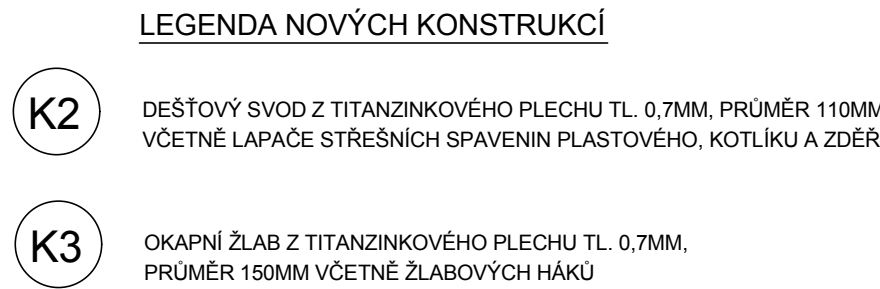 LEGENDA NOVÝCH KONSTRUKCÍ
K2
DEŠŤOVÝ SVOD Z TITANZINKOVÉHO PLECHU TL. 0,7MM, PRŮMĚR 110MM
VČETNĚ LAPAČE STŘEŠNÍCH SPAVENIN PLASTOVÉHO, KOTLÍKU A ZDĚŘ
K3
OKAPNÍ ŽLAB Z TITANZINKOVÉHO PLECHU TL. 0,7MM,
PRŮMĚR 150MM VČETNĚ ŽLABOVÝCH HÁKŮ